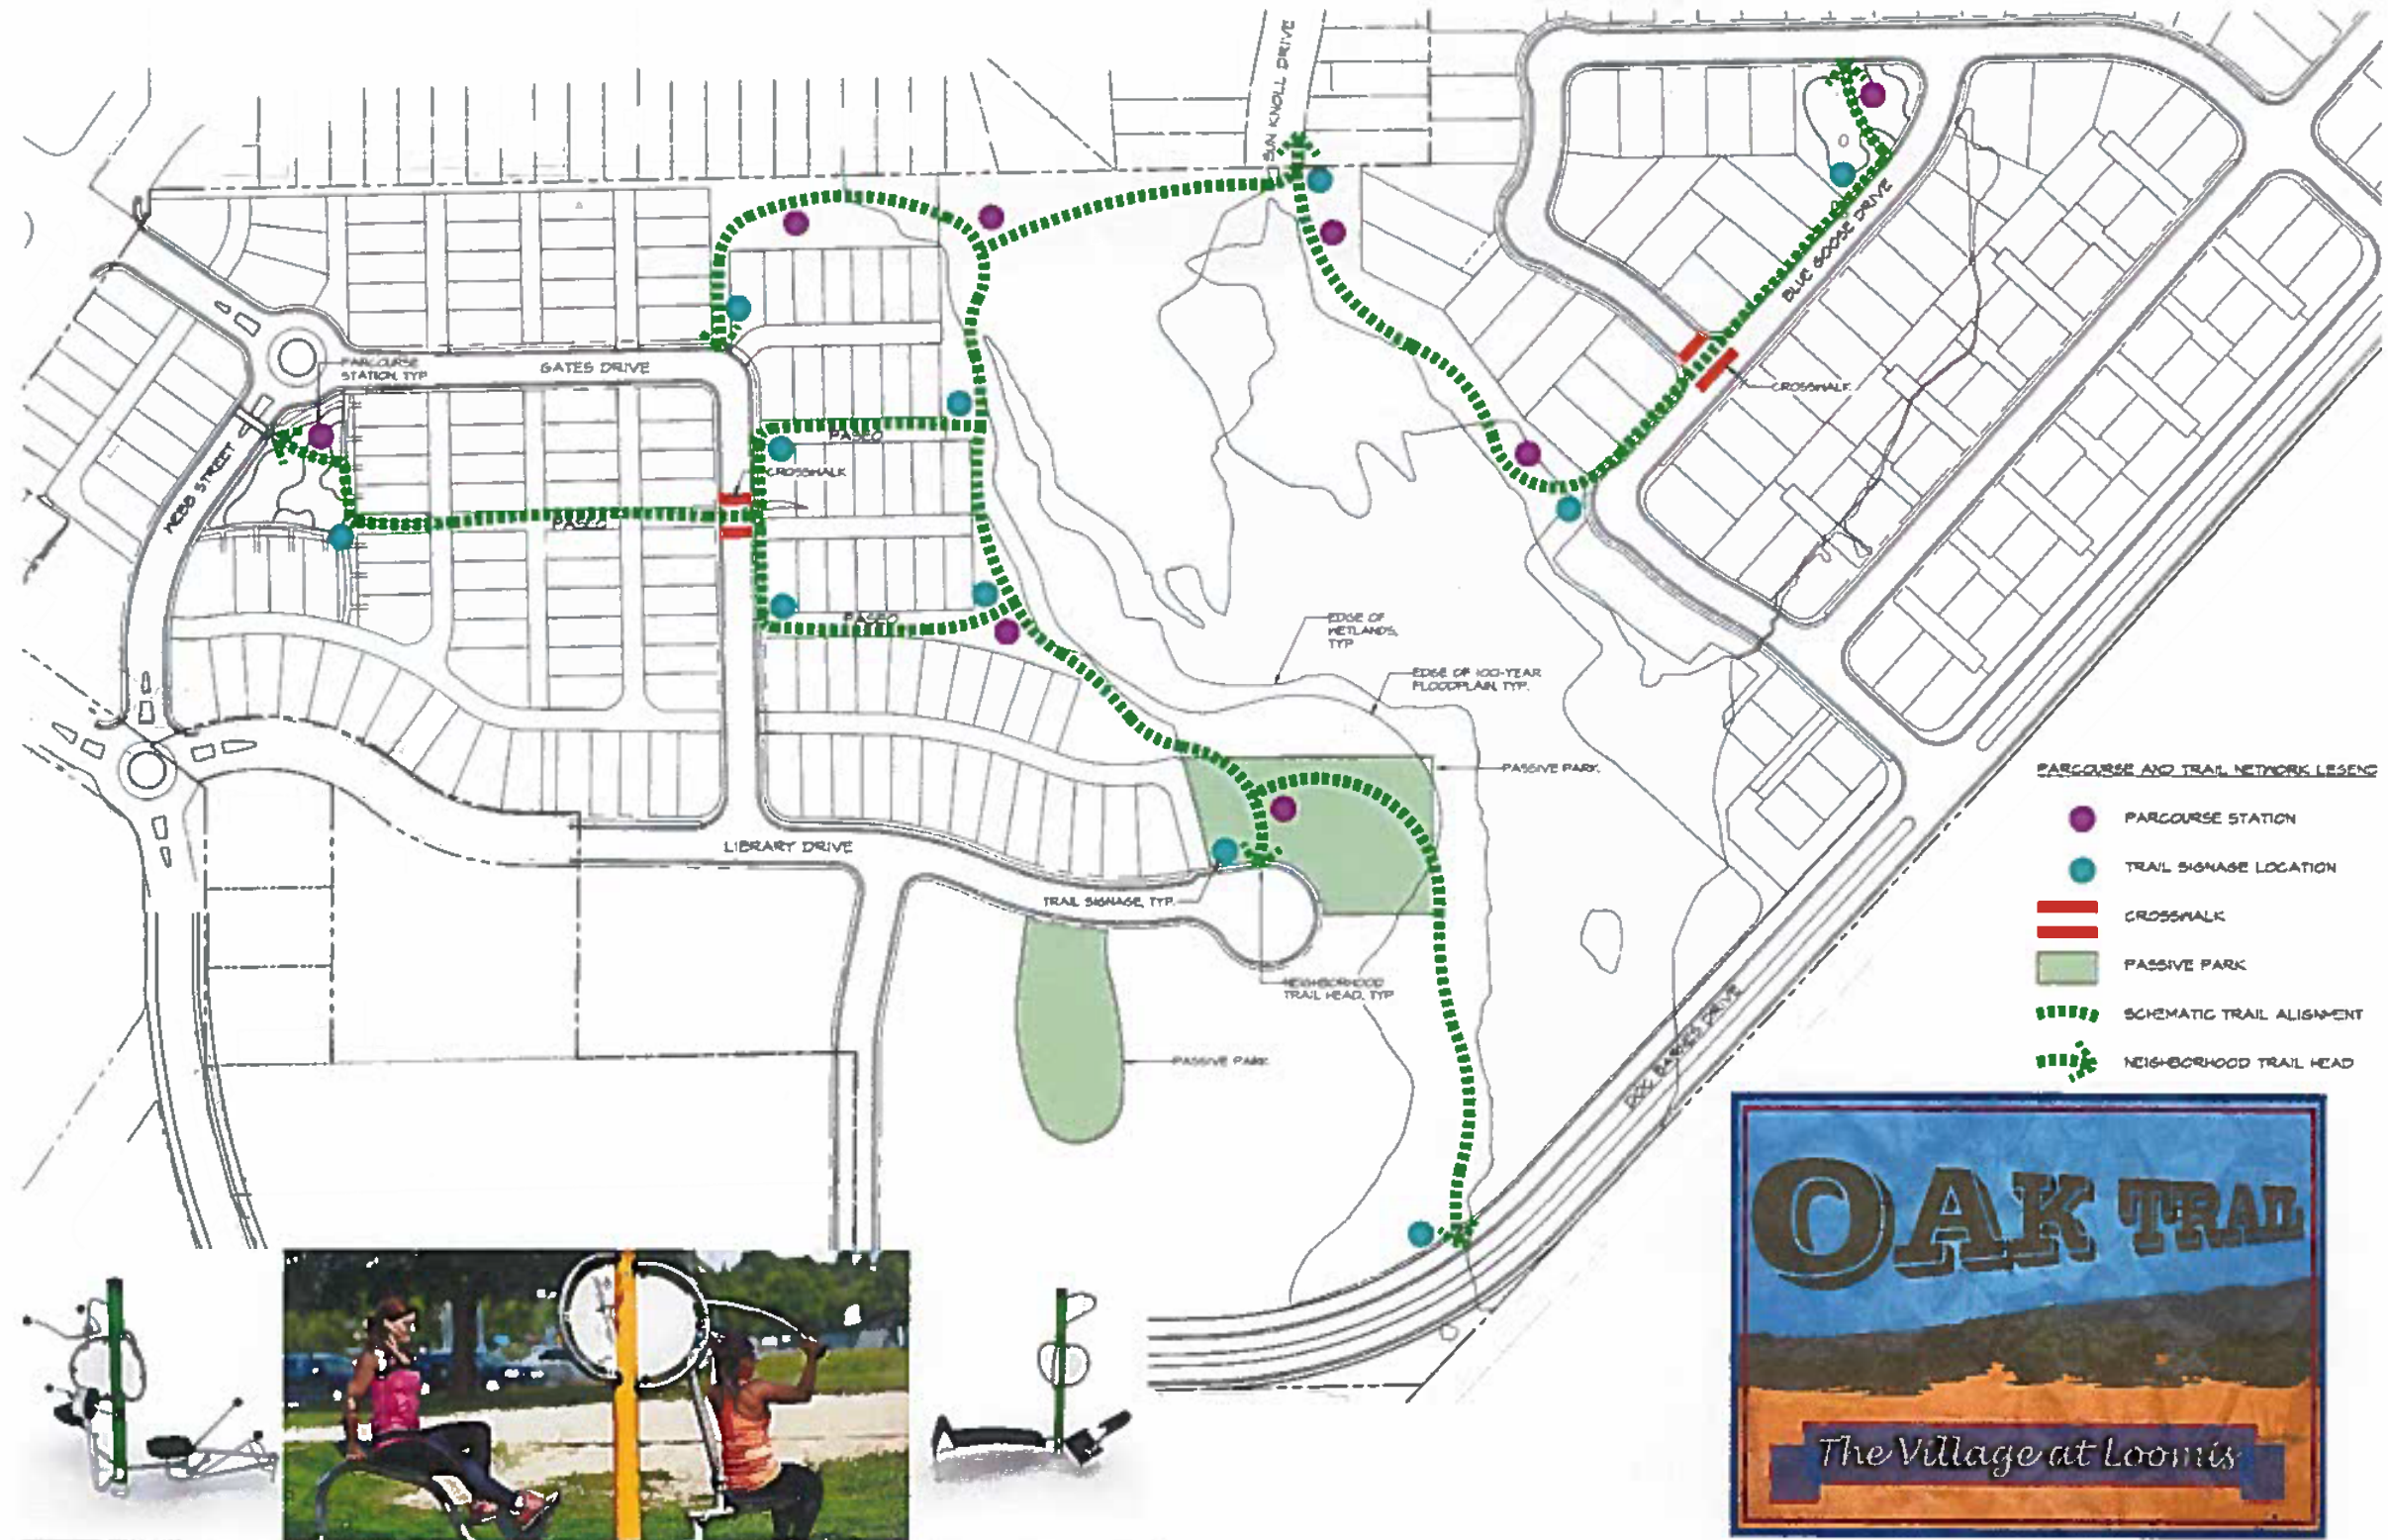 SUN KNOLL DRIVE
BLUE GOOSE DRIVE
PARCOURSE
STATION, TYP
GATES DRIVE
CROSSWALK
WEBB STREET
PASEO
CROSSWALK
PASEO
PASEO
EDGE OF
WETLANDS,
TYP
EDGE OF 100-YEAR
FLOODPLAIN, TYP.
PASSIVE PARK
LIBRARY DRIVE
TRAIL SIGNAGE, TYP.
NEIGHBORHOOD
TRAIL HEAD, TYP
PASSIVE PARK
DOC BARNES DRIVE
PARCOURSE AND TRAIL NETWORK LEGEND
PARCOURSE STATION
TRAIL SIGNAGE LOCATION
CROSSWALK
PASSIVE PARK
SCHEMATIC TRAIL ALIGNMENT
NEIGHBORHOOD TRAIL HEAD
OAK TRAIL
The Village at Loomis